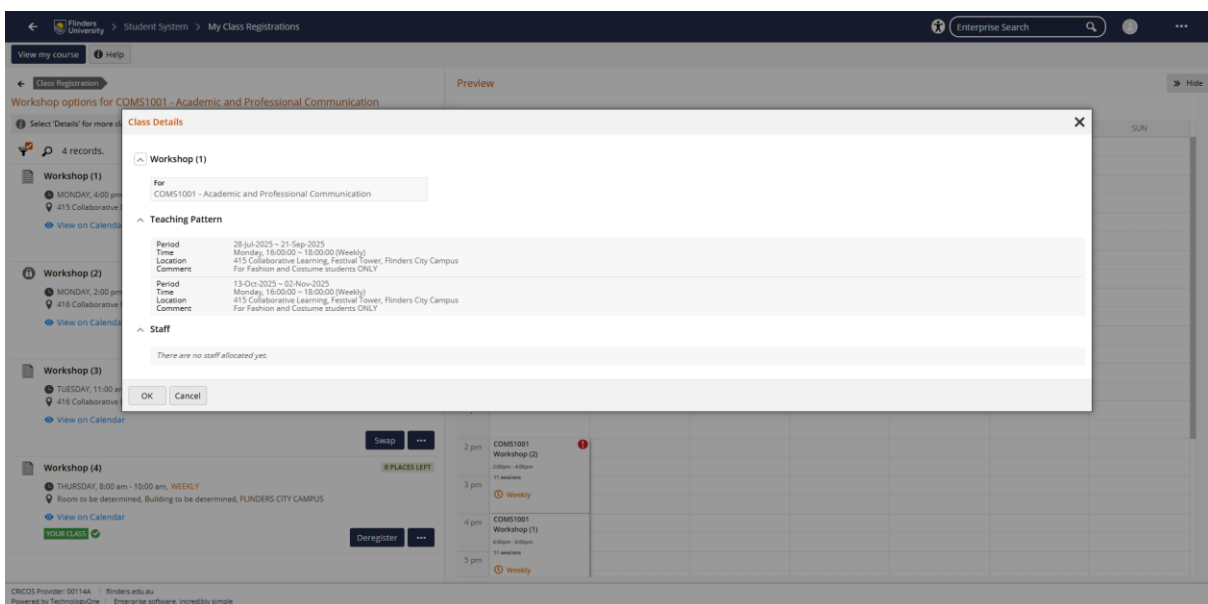 Flinders University > Student System > My Class Registrations
Enterprise Search
View my course
Help
Class Registration
Workshop options for COMS1001 - Academic and Professional Communication
Select 'Details' for more cl
4 records.
Workshop (1)
MONDAY, 4:00 pm
415 Collaborative
View on Calenda
Workshop (2)
MONDAY, 2:00 pm
416 Collaborative
View on Calenda
Workshop (3)
TUESDAY, 11:00 am
416 Collaborative
View on Calendar
Swap
Workshop (4)
8 PLACES LEFT
THURSDAY, 8:00 am - 10:00 am, WEEKLY
Room to be determined, Building to be determined, FLINDERS CITY CAMPUS
View on Calendar
YOUR CLASS
Deregister
Preview
Hide
SUN
Class Details
Workshop (1)
For
COMS1001 - Academic and Professional Communication
Teaching Pattern
Period 28-Jul-2025 ~ 21-Sep-2025
Time Monday, 16:00:00 ~ 18:00:00 (Weekly)
Location 415 Collaborative Learning, Festival Tower, Flinders City Campus
Comment For Fashion and Costume students ONLY
Period 13-Oct-2025 ~ 02-Nov-2025
Time Monday, 16:00:00 ~ 18:00:00 (Weekly)
Location 415 Collaborative Learning, Festival Tower, Flinders City Campus
Comment For Fashion and Costume students ONLY
Staff
There are no staff allocated yet.
OK
Cancel
2 pm
COMS1001
Workshop (2)
2:00pm - 4:00pm
11 sessions
3 pm
Weekly
4 pm
COMS1001
Workshop (1)
4:00pm - 6:00pm
11 sessions
5 pm
Weekly
CRICOS Provider: 00114A | flinders.edu.au
Powered by TechnologyOne | Enterprise software, incredibly simple